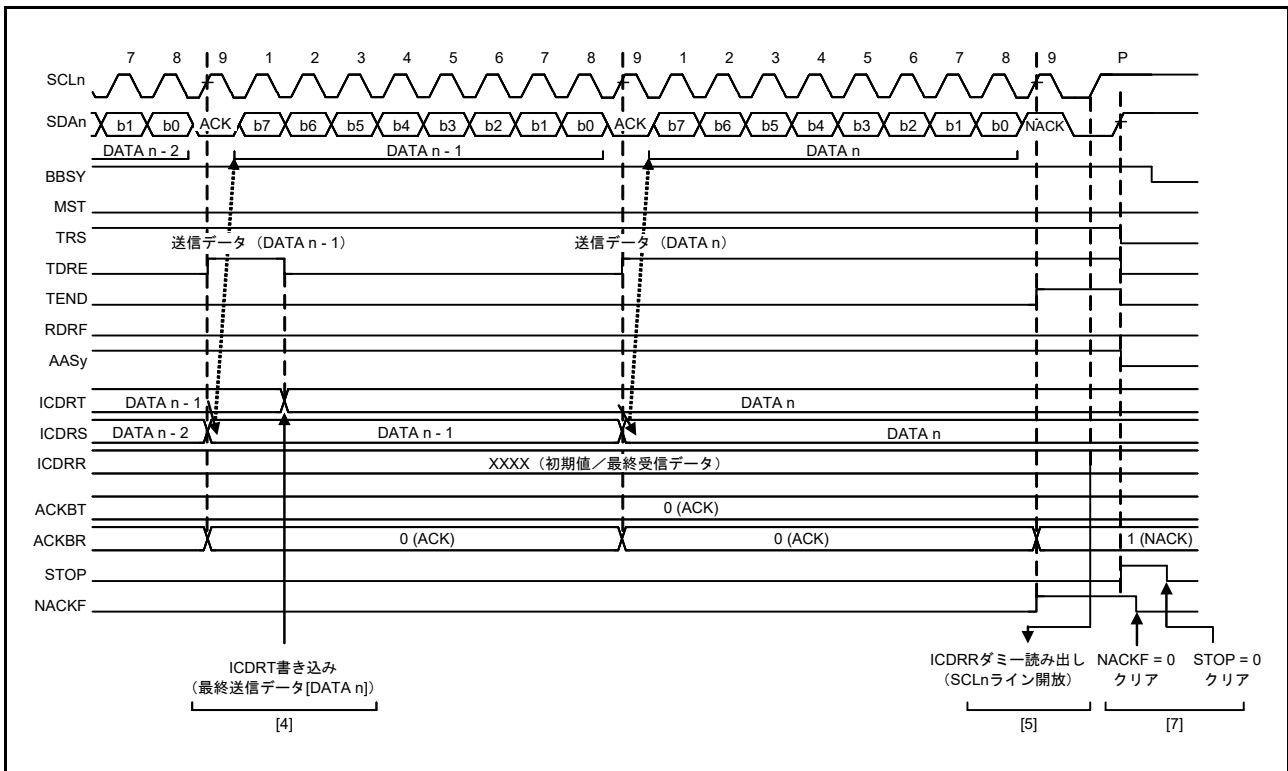 7 8 9 1 2 3 4 5 6 7 8 9 1 2 3 4 5 6 7 8 9 P
SCLn
SDAn b1 b0 ACK b7 b6 b5 b4 b3 b2 b1 b0 ACK b7 b6 b5 b4 b3 b2 b1 b0 NACK
DATA n - 2 DATA n - 1 DATA n
BBSY
MST
TRS
送信データ（DATA n - 1） 送信データ（DATA n）
TDRE
TEND
RDRF
AASy
ICDRT DATA n - 1 DATA n
ICDRS DATA n - 2 DATA n - 1 DATA n
ICDRR XXXX（初期値／最終受信データ）
ACKBT 0 (ACK)
ACKBR 0 (ACK) 0 (ACK) 1 (NACK)
STOP
NACKF
ICDRT書き込み
（最終送信データ[DATA n]）
[4]
ICDRRダミー読み出し
（SCLnライン開放）
[5]
NACKF = 0
クリア
STOP = 0
クリア
[7]